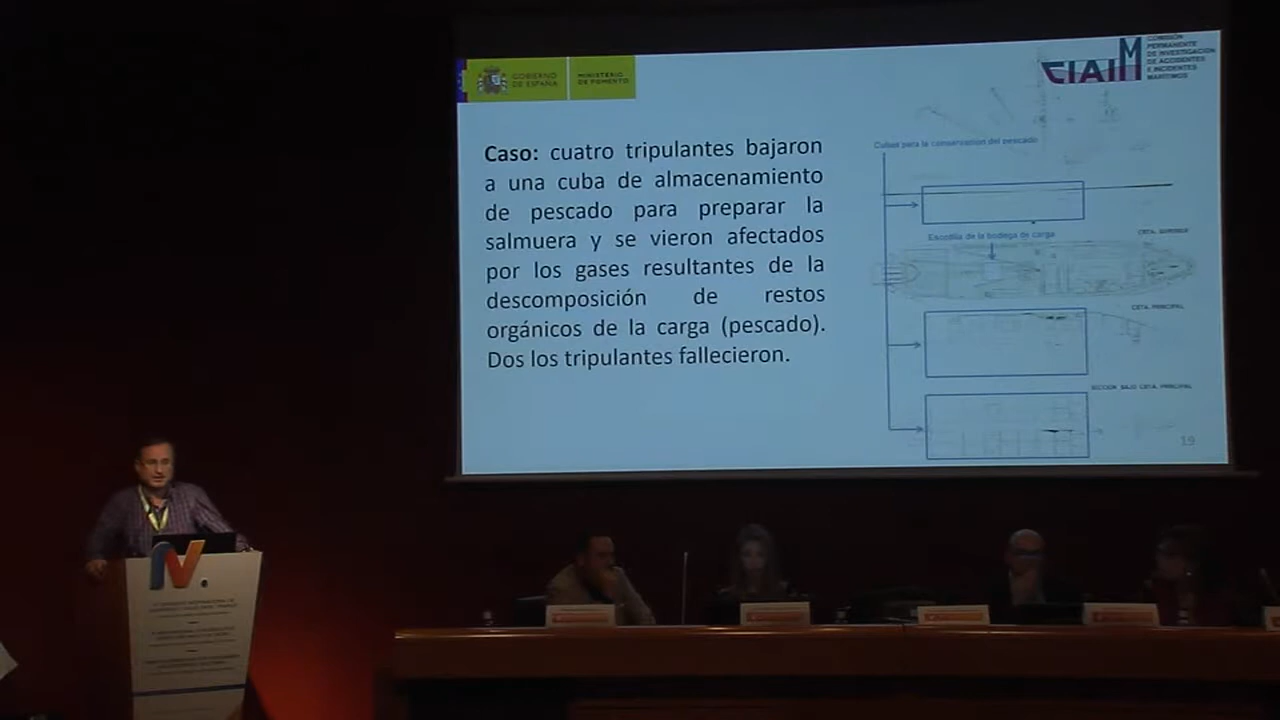 GOBIERNO
DE ESPAÑA
MINISTERIO
DE FOMENTO
CIAIM
COMISIÓN
PERMANENTE
DE INVESTIGACIÓN
DE ACCIDENTES
E INCIDENTES
MARÍTIMOS
Caso: cuatro tripulantes bajaron
a una cuba de almacenamiento
de pescado para preparar la
salmuera y se vieron afectados
por los gases resultantes de la
descomposición de restos
orgánicos de la carga (pescado).
Dos los tripulantes fallecieron.
Cubas para la conservación del pescado
Escotilla de la bodega de carga
CBTA. SUPERIOR
CBTA. PRINCIPAL
SECCION BAJO CBTA. PRINCIPAL
19